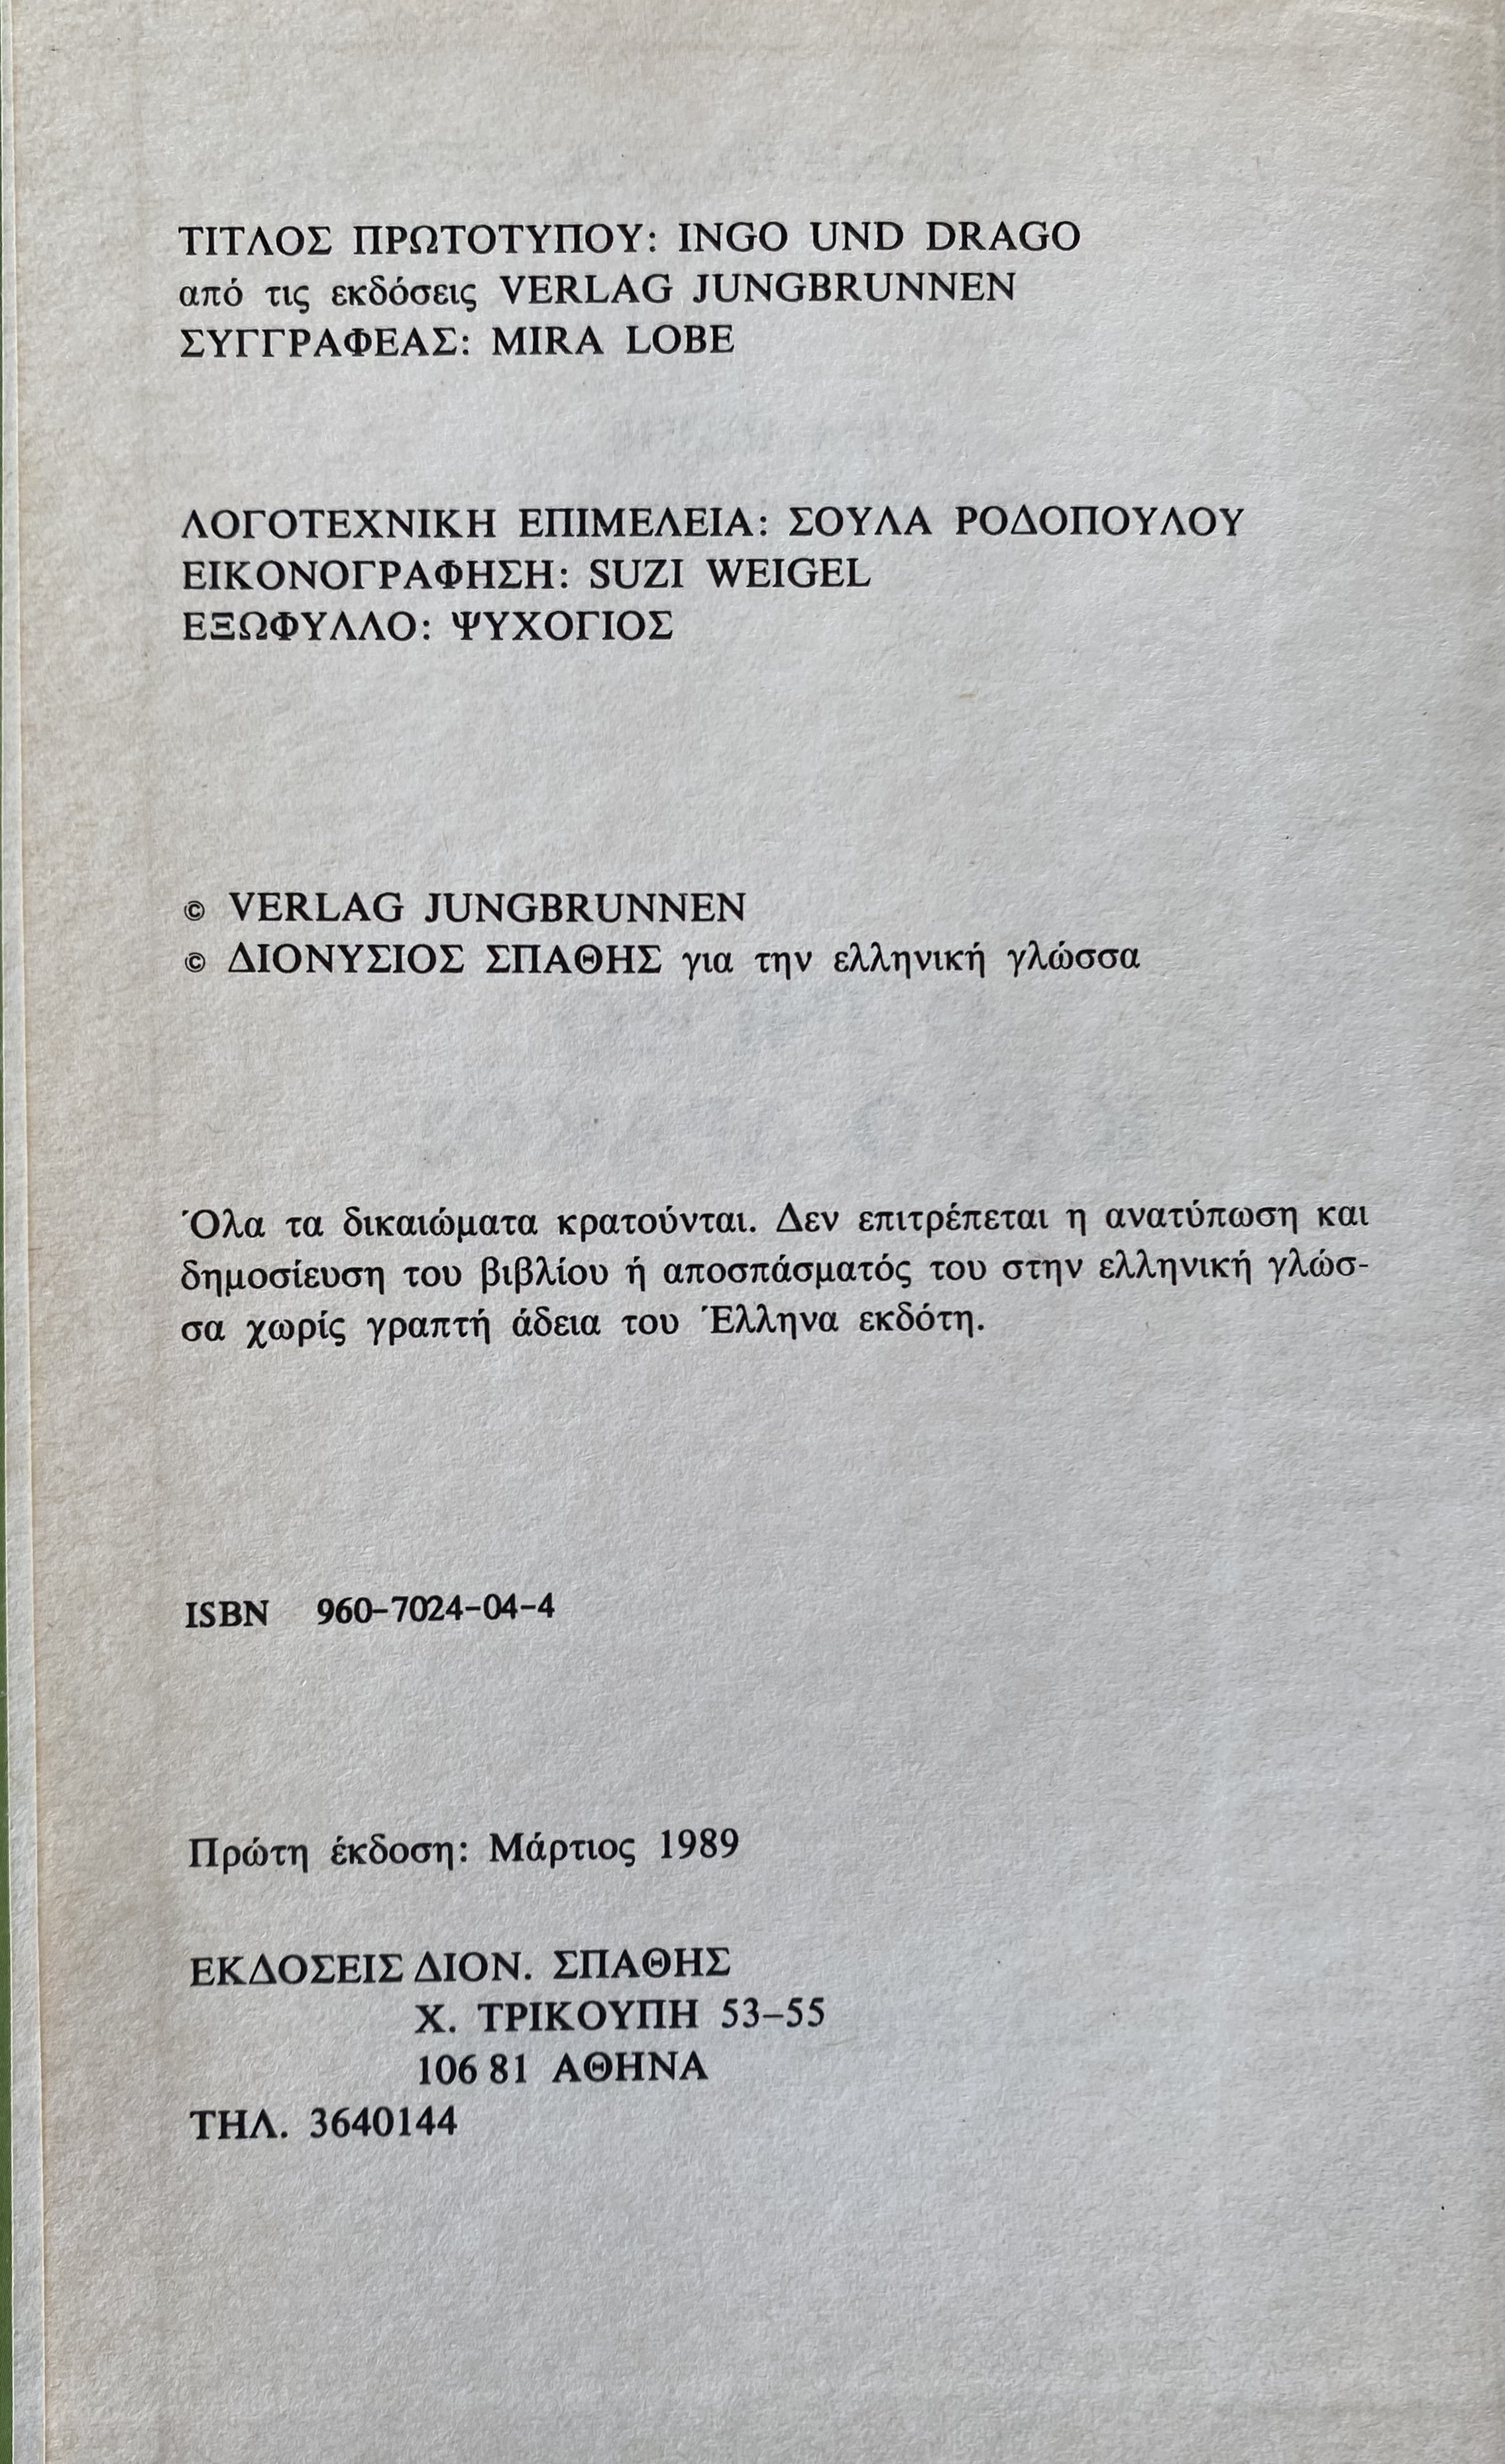 ΤΙΤΛΟΣ ΠΡΩΤΟΤΥΠΟΥ: INGO UND DRAGO
από τις εκδόσεις VERLAG JUNGBRUNNEN
ΣΥΓΓΡΑΦΕΑΣ: MIRA LOBE
ΛΟΓΟΤΕΧΝΙΚΗ ΕΠΙΜΕΛΕΙΑ: ΣΟΥΛΑ ΡΟΔΟΠΟΥΛΟΥ
ΕΙΚΟΝΟΓΡΑΦΗΣΗ: SUZI WEIGEL
ΕΞΩΦΥΛΛΟ: ΨΥΧΟΓΙΟΣ
© VERLAG JUNGBRUNNEN
© ΔΙΟΝΥΣΙΟΣ ΣΠΑΘΗΣ για την ελληνική γλώσσα
Όλα τα δικαιώματα κρατούνται. Δεν επιτρέπεται η ανατύπωση και
δημοσίευση του βιβλίου ή αποσπάσματός του στην ελληνική γλώσ-
σα χωρίς γραπτή άδεια του Έλληνα εκδότη.
ISBN 960-7024-04-4
Πρώτη έκδοση: Μάρτιος 1989
ΕΚΔΟΣΕΙΣ ΔΙΟΝ. ΣΠΑΘΗΣ
Χ. ΤΡΙΚΟΥΠΗ 53–55
106 81 ΑΘΗΝΑ
ΤΗΛ. 3640144